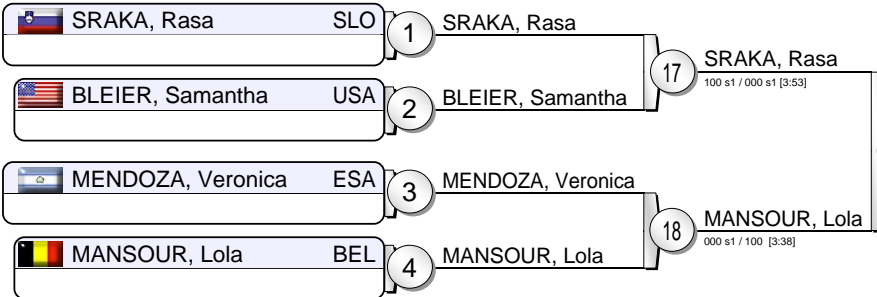 SRAKA, Rasa SLO
1
SRAKA, Rasa
BLEIER, Samantha USA
2
BLEIER, Samantha
17
SRAKA, Rasa
100 s1 / 000 s1 [3:53]
MENDOZA, Veronica ESA
3
MENDOZA, Veronica
MANSOUR, Lola BEL
4
MANSOUR, Lola
18
MANSOUR, Lola
000 s1 / 100 [3:38]